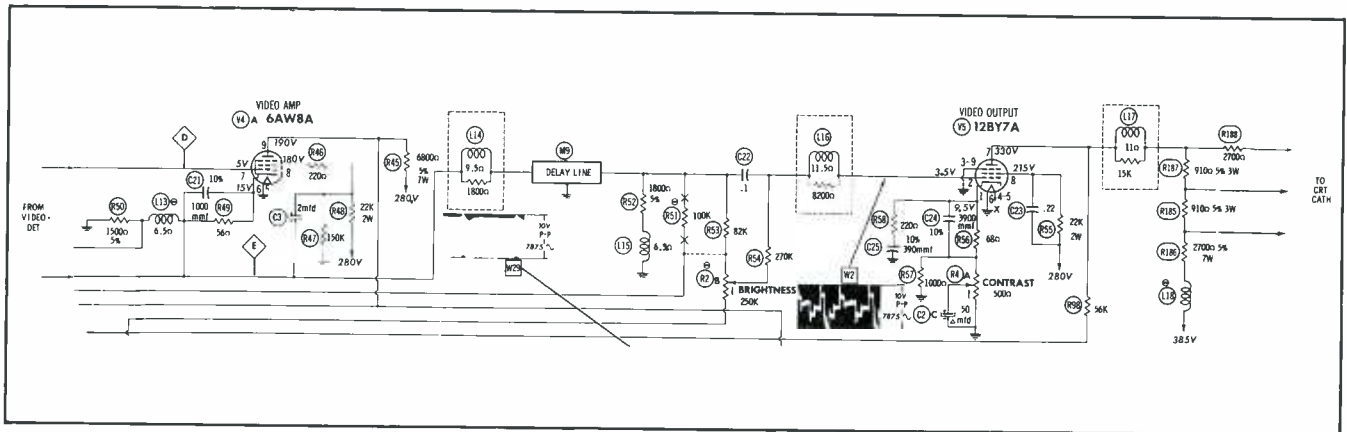 VIDEO AMP
V4 A 6AW8A
D
9 190V
5V
180V
7
8
15V
6 5
R46
220Ω
C21 10%
1000
mmf
R49
56Ω
FROM
VIDEO-
DET
R50
1500Ω
5%
L13
6.5Ω
E
C3
2mfd
R48
22K
2W
R47
150K
280V
R45
6800Ω
5%
7W
280V
L14
9.5Ω
1800Ω
M9
DELAY LINE
10V
P-P
7875
W29
1800Ω
5%
R52
R51
100K
L15
6.3Ω
R53
82K
C22
.1
R54
270K
R2 B
BRIGHTNESS
250K
L16
11.5Ω
8200Ω
W2
10V
P-P
7875
VIDEO OUTPUT
V5 12BY7A
7 330V
3-9
3.5V
2
215V
8
1
6
4-5
X
R58
220Ω
10%
C25
390mmf
9.5V
C24
3900
mmf
10%
R56
68Ω
C23
.22
R55
22K
2W
280V
R57
1000Ω
R4 A
CONTRAST
500Ω
C2 C
50
mfd
R98
56K
L17
11Ω
15K
R188
2700Ω
R187
910Ω 5% 3W
R185
910Ω 5% 3W
R186
2700Ω 5%
7W
L18
385V
TO
CRT
CATH